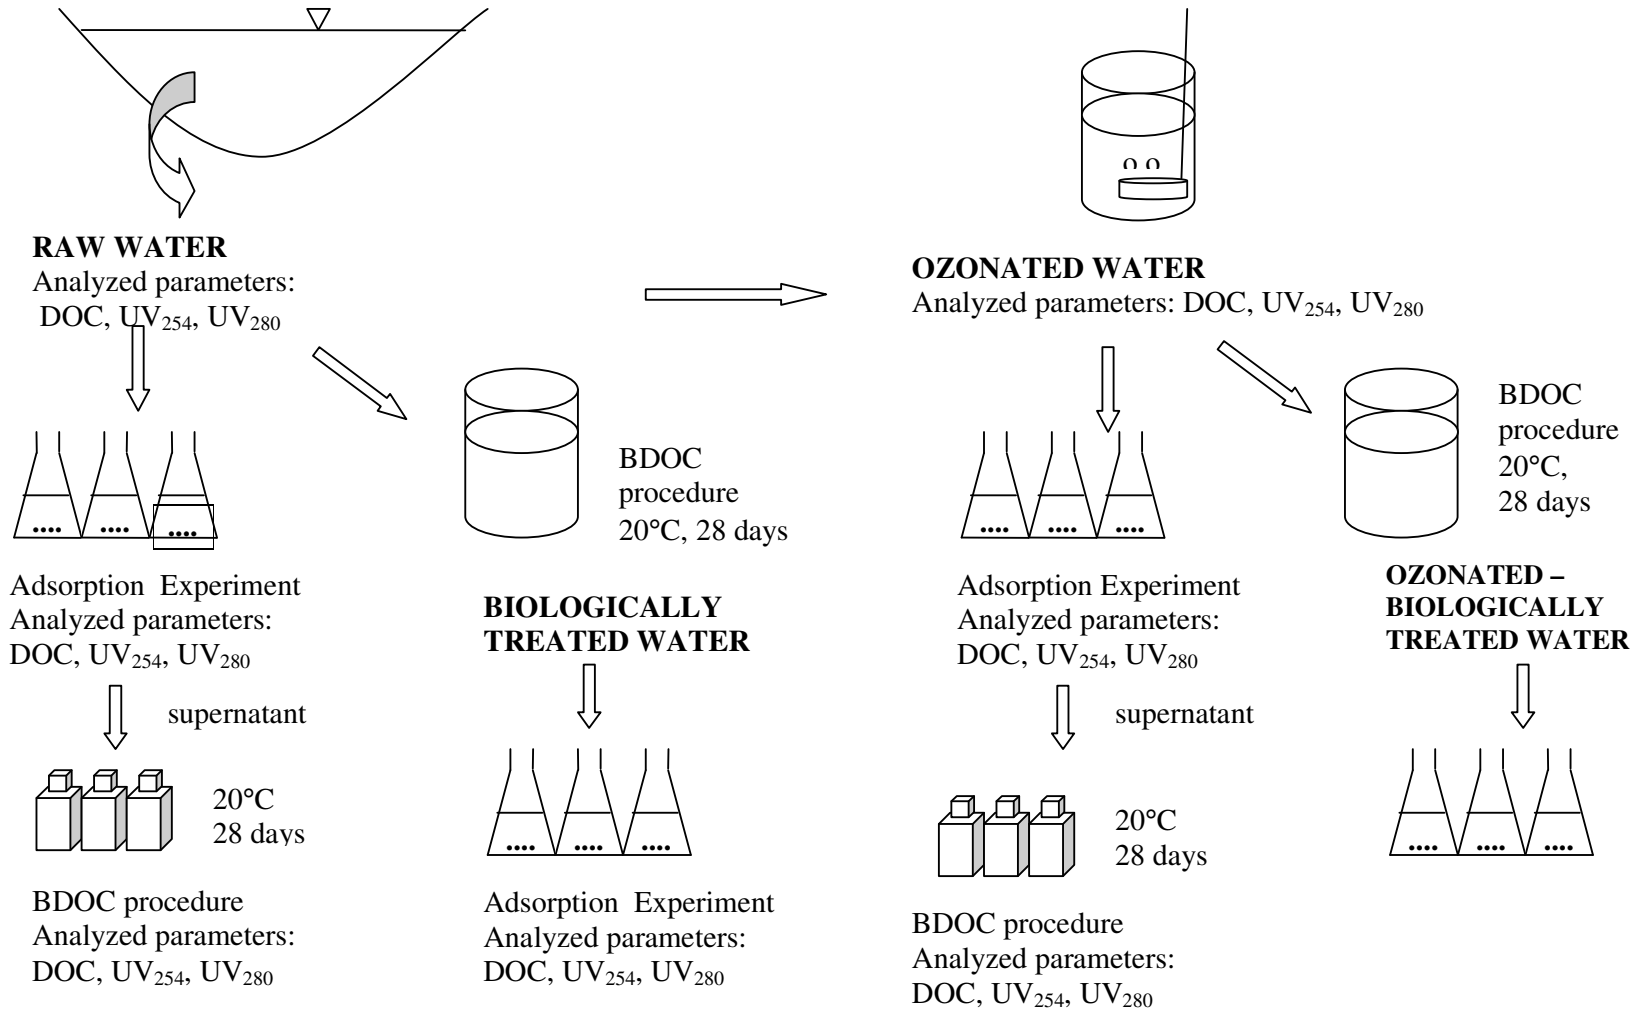 RAW WATER
Analyzed parameters:
DOC, UV₂₅₄, UV₂₈₀
Adsorption Experiment
Analyzed parameters:
DOC, UV₂₅₄, UV₂₈₀
supernatant
20°C
28 days
BDOC procedure
Analyzed parameters:
DOC, UV₂₅₄, UV₂₈₀
BDOC
procedure
20°C, 28 days
BIOLOGICALLY
TREATED WATER
Adsorption Experiment
Analyzed parameters:
DOC, UV₂₅₄, UV₂₈₀
OZONATED WATER
Analyzed parameters: DOC, UV₂₅₄, UV₂₈₀
Adsorption Experiment
Analyzed parameters:
DOC, UV₂₅₄, UV₂₈₀
supernatant
20°C
28 days
BDOC procedure
Analyzed parameters:
DOC, UV₂₅₄, UV₂₈₀
BDOC
procedure
20°C,
28 days
OZONATED –
BIOLOGICALLY
TREATED WATER